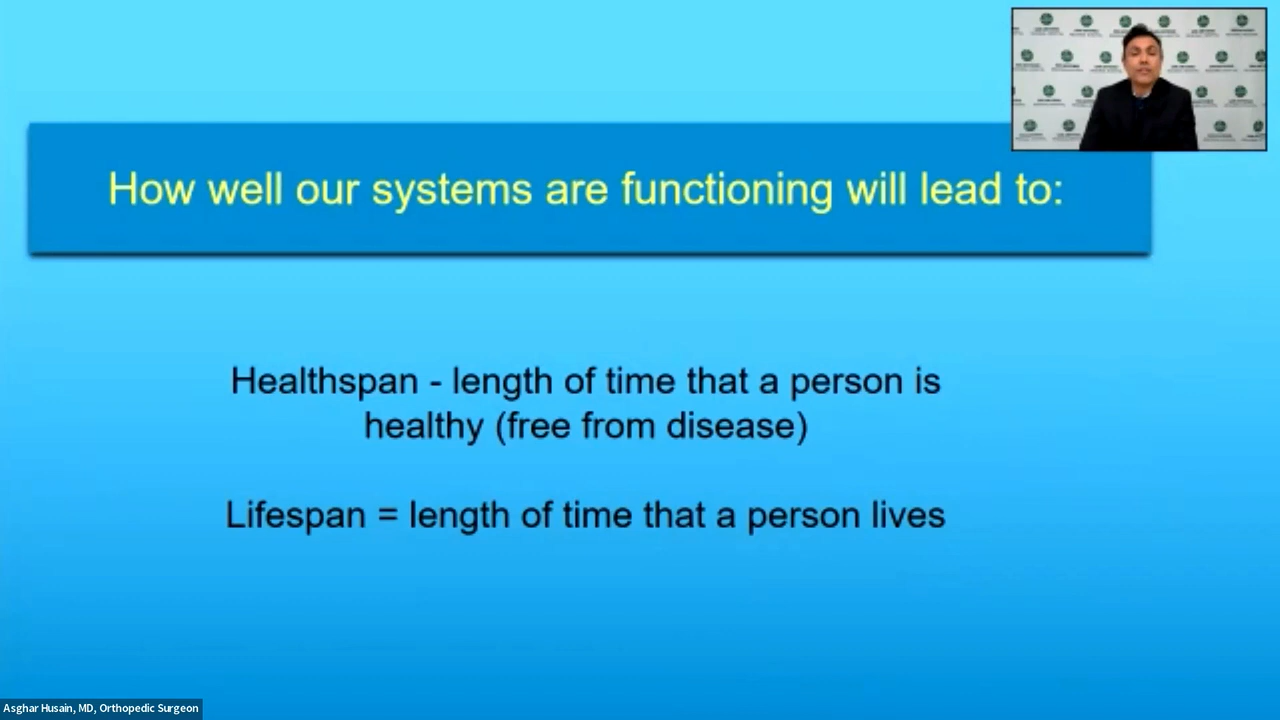 How well our systems are functioning will lead to:
Healthspan - length of time that a person is
healthy (free from disease)
Lifespan = length of time that a person lives
Asghar Husain, MD, Orthopedic Surgeon